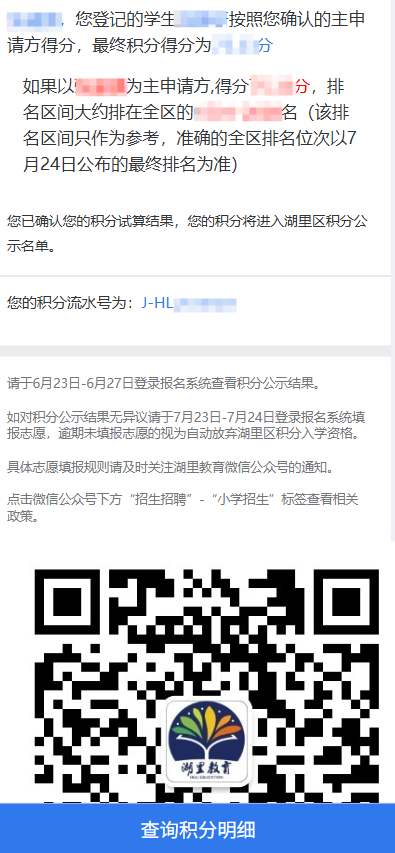 ，您登记的学生 按照您确认的主申
请方得分，最终积分得分为 分
如果以 为主申请方,得分 分，排
名区间大约排在全区的 名（该排
名区间只作为参考，准确的全区排名位次以7
月24日公布的最终排名为准）
您已确认您的积分试算结果，您的积分将进入湖里区积分公
示名单。
您的积分流水号为：J-HL
请于6月23日-6月27日登录报名系统查看积分公示结果。
如对积分公示结果无异议请于7月23日-7月24日登录报名系统填
报志愿，逾期未填报志愿的视为自动放弃湖里区积分入学资格。
具体志愿填报规则请及时关注湖里教育微信公众号的通知。
点击微信公众号下方“招生招聘”-“小学招生”标签查看相关
政策。
湖里教育
HULI EDUCATION
查询积分明细